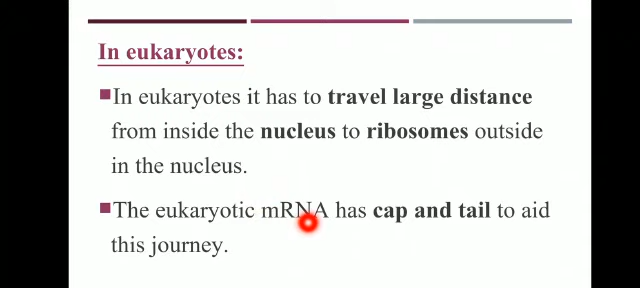 In eukaryotes:
In eukaryotes it has to travel large distance
from inside the nucleus to ribosomes outside
in the nucleus.
The eukaryotic mRNA has cap and tail to aid
this journey.